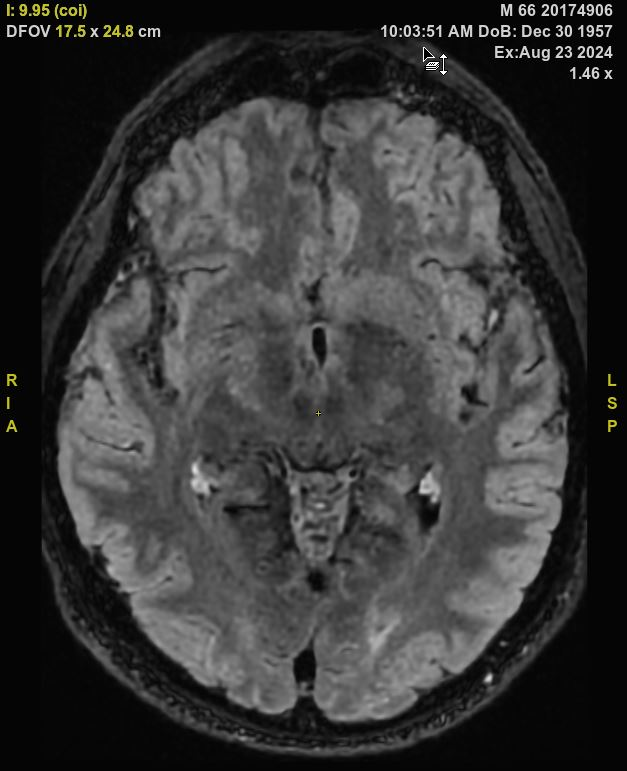 I: 9.95 (coi)
DFOV 17.5 x 24.8 cm
M 66 20174906
10:03:51 AM DoB: Dec 30 1957
Ex:Aug 23 2024
1.46 x
R
I
A
L
S
P